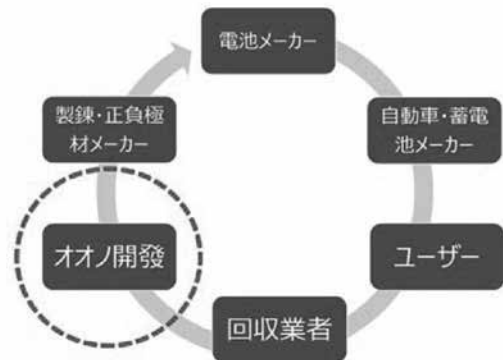 電池メーカー
製錬・正負極
材メーカー
自動車・蓄電
池メーカー
オオノ開發
ユーザー
回収業者